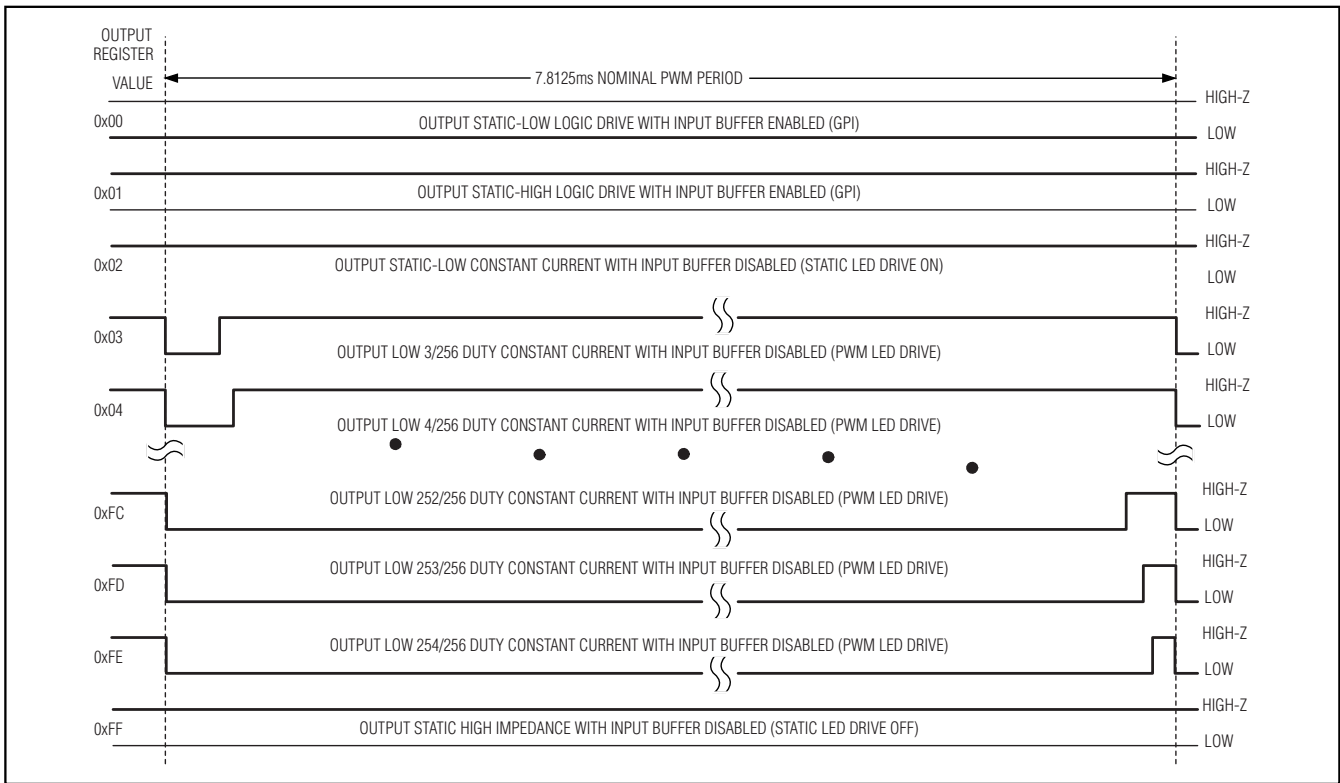 OUTPUT
REGISTER
VALUE
7.8125ms NOMINAL PWM PERIOD
HIGH-Z
0x00
OUTPUT STATIC-LOW LOGIC DRIVE WITH INPUT BUFFER ENABLED (GPI)
LOW
HIGH-Z
0x01
OUTPUT STATIC-HIGH LOGIC DRIVE WITH INPUT BUFFER ENABLED (GPI)
LOW
HIGH-Z
0x02
OUTPUT STATIC-LOW CONSTANT CURRENT WITH INPUT BUFFER DISABLED (STATIC LED DRIVE ON)
LOW
HIGH-Z
0x03
OUTPUT LOW 3/256 DUTY CONSTANT CURRENT WITH INPUT BUFFER DISABLED (PWM LED DRIVE)
LOW
HIGH-Z
0x04
OUTPUT LOW 4/256 DUTY CONSTANT CURRENT WITH INPUT BUFFER DISABLED (PWM LED DRIVE)
LOW
HIGH-Z
0xFC
OUTPUT LOW 252/256 DUTY CONSTANT CURRENT WITH INPUT BUFFER DISABLED (PWM LED DRIVE)
LOW
HIGH-Z
0xFD
OUTPUT LOW 253/256 DUTY CONSTANT CURRENT WITH INPUT BUFFER DISABLED (PWM LED DRIVE)
LOW
HIGH-Z
0xFE
OUTPUT LOW 254/256 DUTY CONSTANT CURRENT WITH INPUT BUFFER DISABLED (PWM LED DRIVE)
LOW
HIGH-Z
0xFF
OUTPUT STATIC HIGH IMPEDANCE WITH INPUT BUFFER DISABLED (STATIC LED DRIVE OFF)
LOW